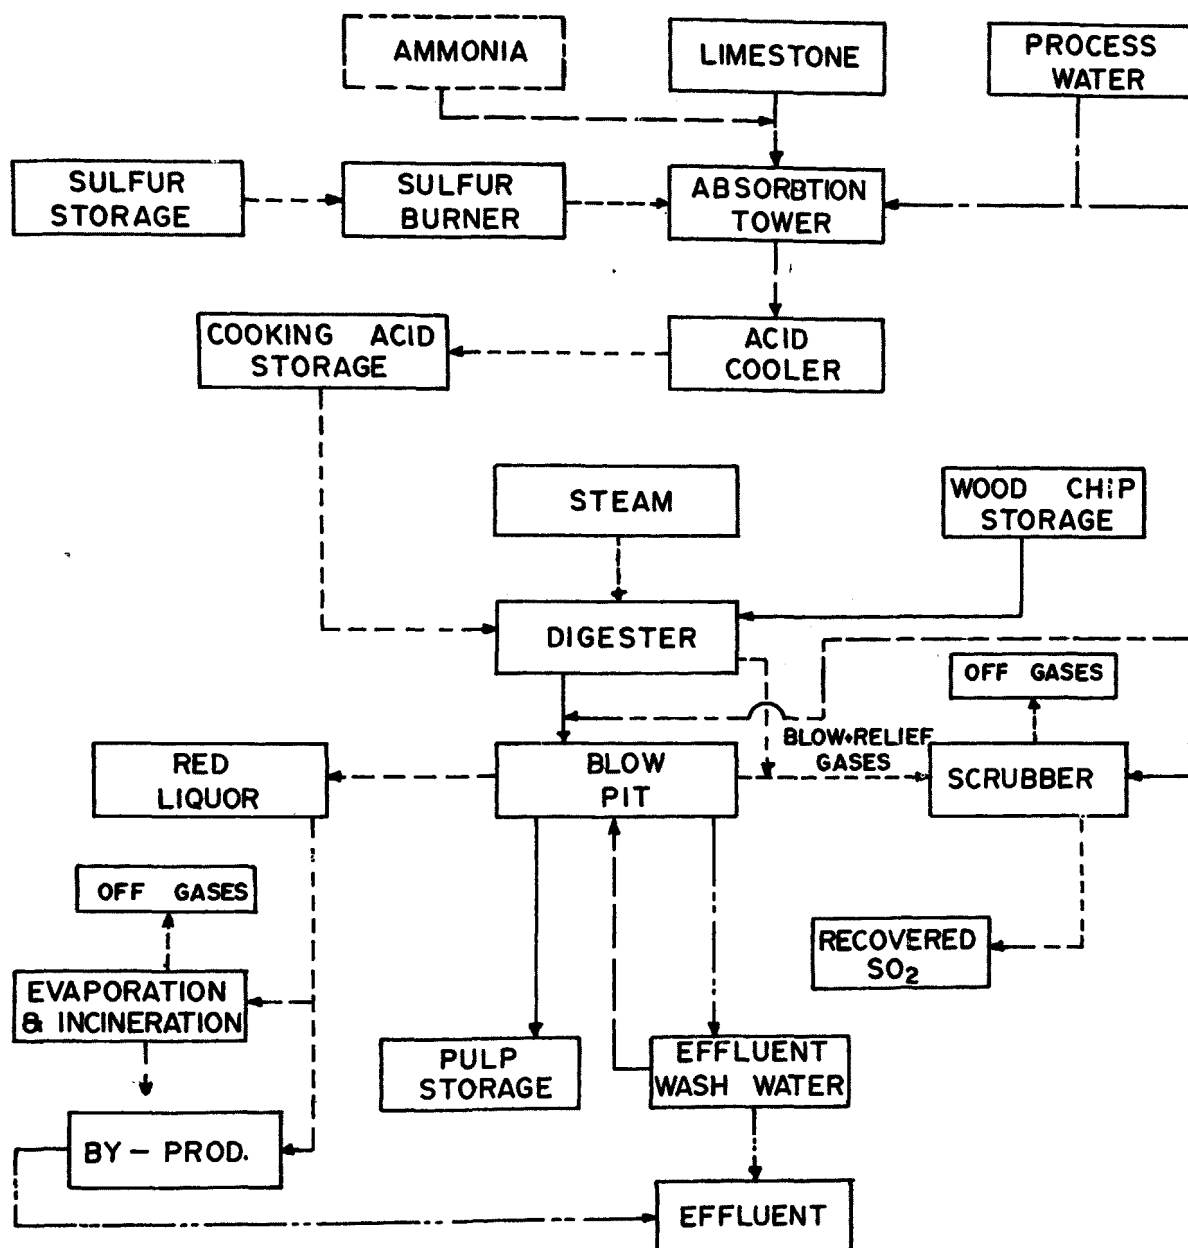 AMMONIA
LIMESTONE
PROCESS
WATER
SULFUR
STORAGE
SULFUR
BURNER
ABSORBTION
TOWER
COOKING ACID
STORAGE
ACID
COOLER
STEAM
WOOD CHiP
STORAGE
DIGESTER
OFF GASES
RED
LIQUOR
BLOW
PIT
BLOW+RELIEF
GASES
SCRUBBER
OFF GASES
RECOVERED
SO2
EVAPORATION
& INCINERATION
PULP
STORAGE
EFFLUENT
WASH WATER
BY - PROD.
EFFLUENT